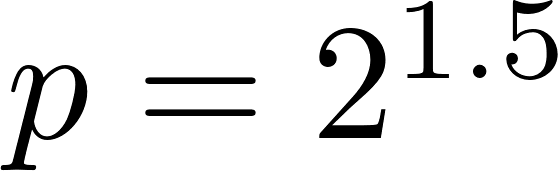 p = 2^{1.5}